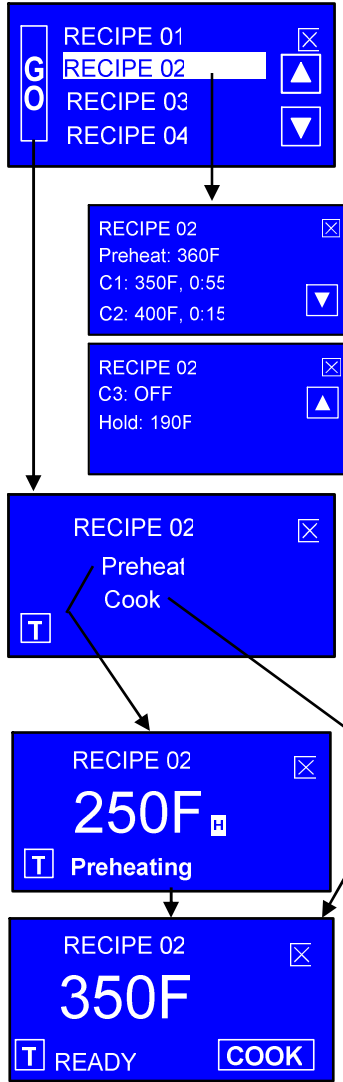 RECIPE 01
GO
RECIPE 02
RECIPE 03
RECIPE 04
RECIPE 02
Preheat: 360F
C1: 350F, 0:55
C2: 400F, 0:15
RECIPE 02
C3: OFF
Hold: 190F
RECIPE 02
Preheat
Cook
T
RECIPE 02
250F H
T Preheating
RECIPE 02
350F
T READY COOK